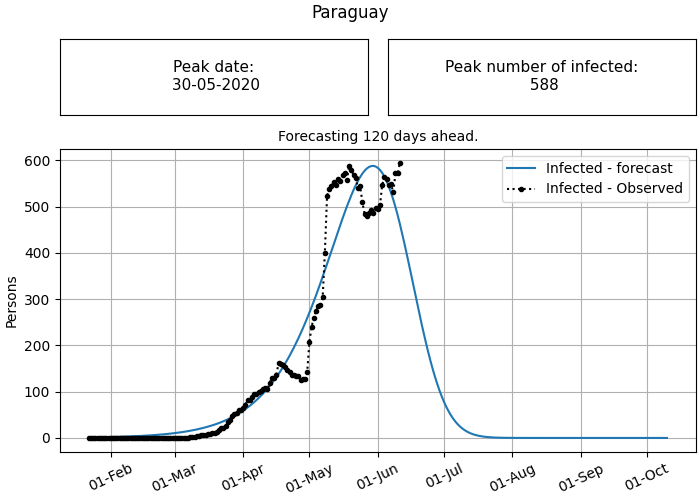 Paraguay
Peak date:
30-05-2020
Peak number of infected:
588
Forecasting 120 days ahead.
Infected - forecast
Infected - Observed
Persons
600
500
400
300
200
100
0
01-Feb
01-Mar
01-Apr
01-May
01-Jun
01-Jul
01-Aug
01-Sep
01-Oct